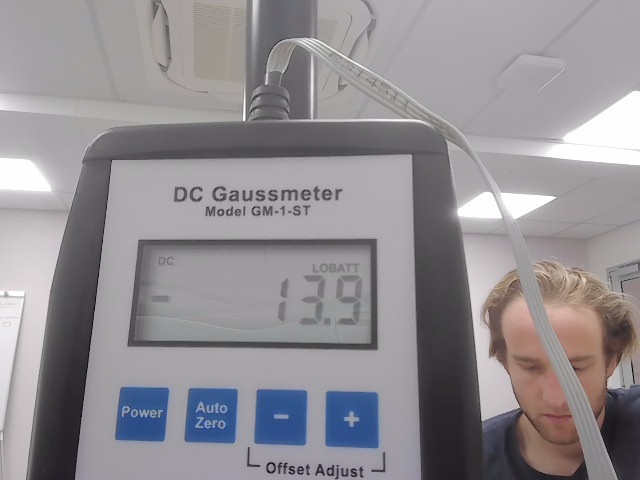 DC Gaussmeter
Model GM-1-ST
DC
LOBATT
- 13.9
Power
Auto
Zero
-
+
Offset Adjust